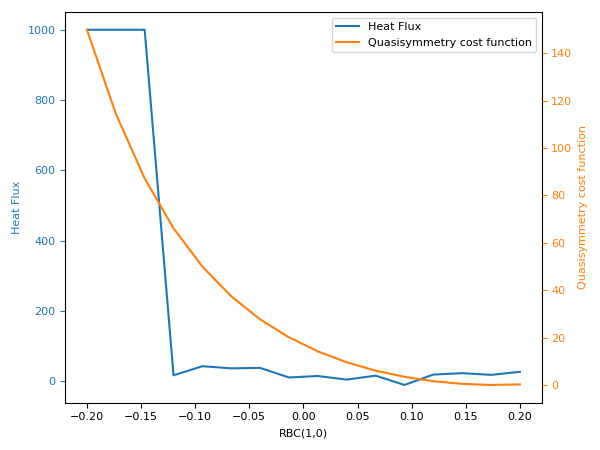 Heat Flux
Quasisymmetry cost function
1000
800
600
400
200
0
Heat Flux
140
120
100
80
60
40
20
0
Quasisymmetry cost function
−0.20 −0.15 −0.10 −0.05 0.00 0.05 0.10 0.15 0.20
RBC(1,0)